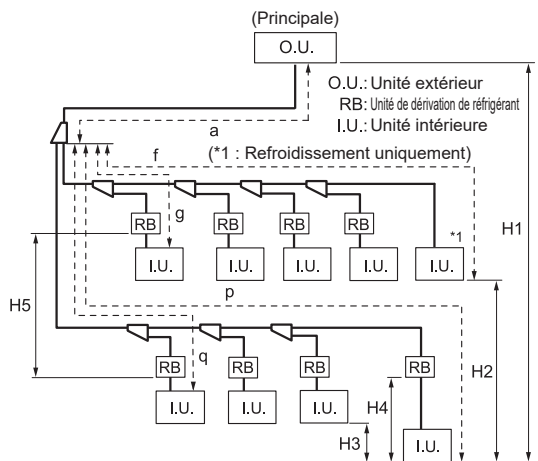 (Principale)
O.U.
O.U.: Unité extérieur
RB: Unité de dérivation de réfrigérant
I.U.: Unité intérieure
a
f
(*1 : Refroidissement uniquement)
g
H1
RB
RB
RB
RB
*1
I.U.
I.U.
I.U.
I.U.
I.U.
H5
p
H2
q
RB
RB
RB
RB
H4
I.U.
I.U.
I.U.
H3
I.U.